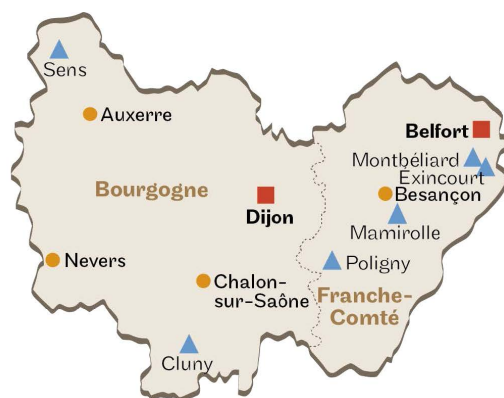 Sens
Auxerre
Belfort
Montbéliard
Exincourt
Bourgogne
Besançon
Dijon
Mamirolle
Nevers
Poligny
Chalon-
sur-Saône
Franche-
Comté
Cluny